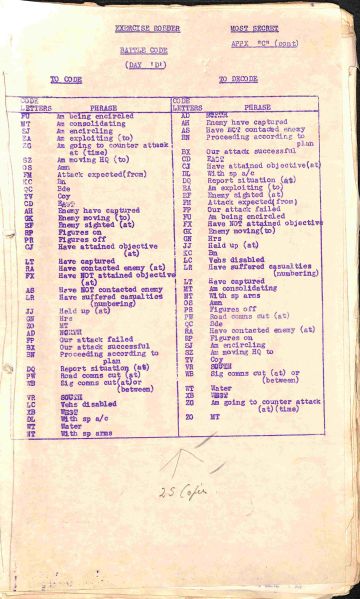 EXERCISE SOBBER MOST SECRET
APPX "C" (cont)
BATTLE CODE
(DAY 'D')
TO CODE TO DECODE
CODE
LETTERS PHRASE
FU Am being encircled
MT Am consolidating
SJ Am encircling
EA Am exploiting (to)
ZG Am going to counter attack
at (time)
SZ Am moving HQ (to)
OS Amn
FM Attack expected(from)
KC Bn
QC Bde
TV Coy
CD EAST
AH Enemy have captured
GK Enemy moving (to)
EF Enemy sighted (at)
RP Figures on
PR Figures off
CJ Have attained objective
(at)
LT Have captured
RA Have contacted enemy (at)
FX Have NOT attained objective
(at)
AS Have NOT contacted enemy
LR Have suffered casualties
(numbering)
JJ Held up (at)
GN Hrs
ZO MT
AD NORTH
FP Our attack failed
BX Our attack successful
BN Proceeding according to
plan
DQ Report situation (at)
PW Road comns cut (at)
WB Sig comns cut(at)or
(between)
VR SOUTH
LC Vehs disabled
XB WEST
DL With sp a/c
WT Water
NT With sp arms
CODE
LETTERS PHRASE
AD NORTH
AH Enemy have captured
AS Have NOT contacted enemy
BN Proceeding according to
plan
BX Our attack successful
CD EAST
CJ Have attained objective(at)
DL With sp a/c
DQ Report situation (at)
EA Am exploiting (to)
EF Enemy sighted (at)
FM Attack expected(from)
FP Our attack failed
FU Am being encircled
FX Have NOT attained objective
GK Enemy moving(to)
GN Hrs
JJ Held up (at)
KC Bn
LC Vehs disabled
LR Have suffered casualties
(numbering)
LT Have captured
MT Am consolidating
NT With sp arms
OS Amn
PR Figures off
PW Road comns cut (at)
QC Bde
RA Have contacted enemy (at)
RP Figures on
SJ Am encircling
SZ Am moving HQ to
TV Coy
VR SOUTH
WB Sig comns cut (at) or
(between)
WT Water
XB WEST
ZG Am going to counter attack
(at)(time)
ZO MT
25 Copies